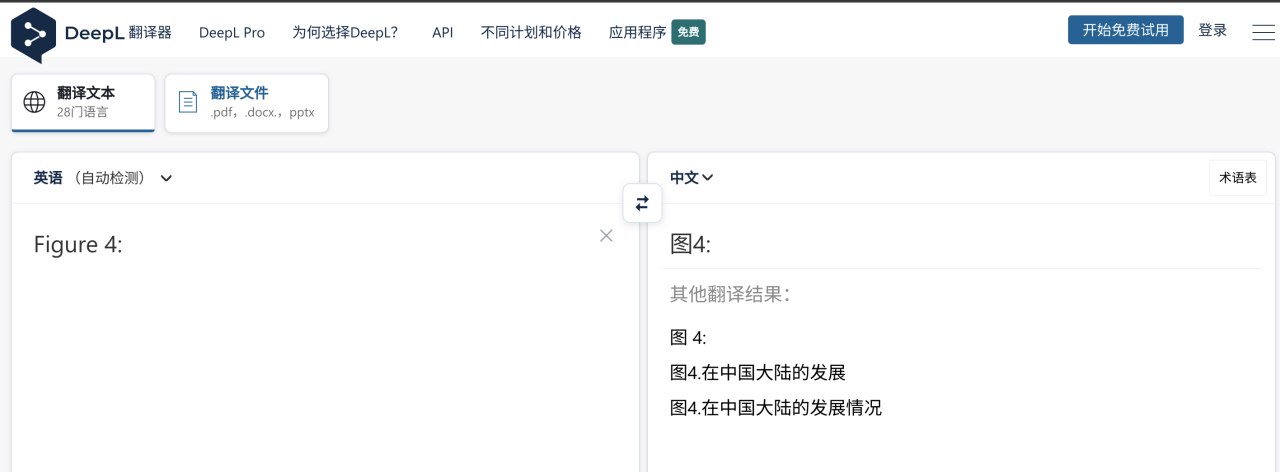 DeepL 翻译器 DeepL Pro 为何选择DeepL? API 不同计划和价格 应用程序 免费 开始免费试用 登录
翻译文本
28门语言
翻译文件
.pdf，.docx.，pptx
英语 （自动检测）
中文
术语表
Figure 4:
图4:
其他翻译结果：
图 4:
图4.在中国大陆的发展
图4.在中国大陆的发展情况